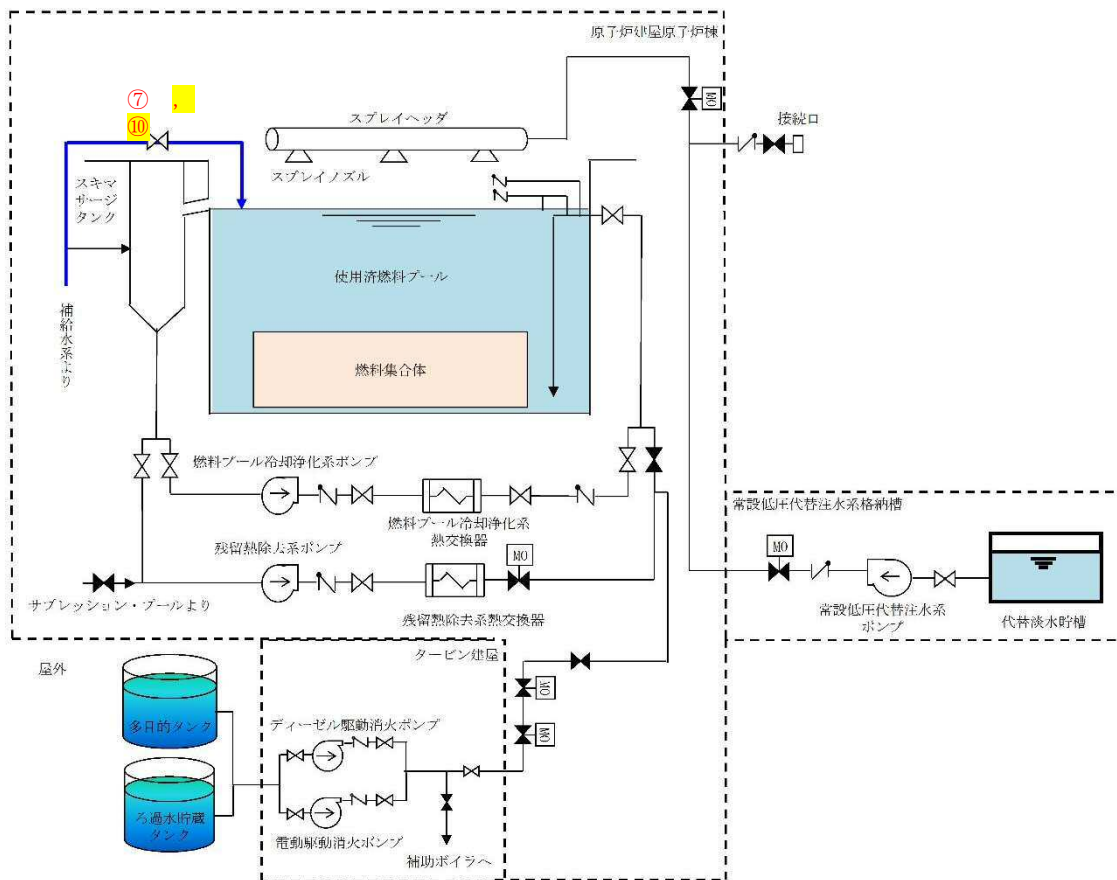 原子炉建屋原子炉棟
⑦ ,
⑩
MO
スプレイヘッダ
接続口
スプレイノズル
スキマ
サージ
タンク
使用済燃料プール
補給水系より
燃料集合体
燃料プール冷却浄化系ポンプ
燃料プール冷却浄化系
熱交換器
常設低圧代替注水系格納槽
MO
残留熱除去系ポンプ
MO
サプレッション・プールより
残留熱除去系熱交換器
常設低圧代替注水系
ポンプ
代替淡水貯槽
タービン建屋
屋外
MO
多目的タンク
ディーゼル駆動消火ポンプ
MO
ろ過水貯蔵
タンク
電動駆動消火ポンプ
補助ボイラへ